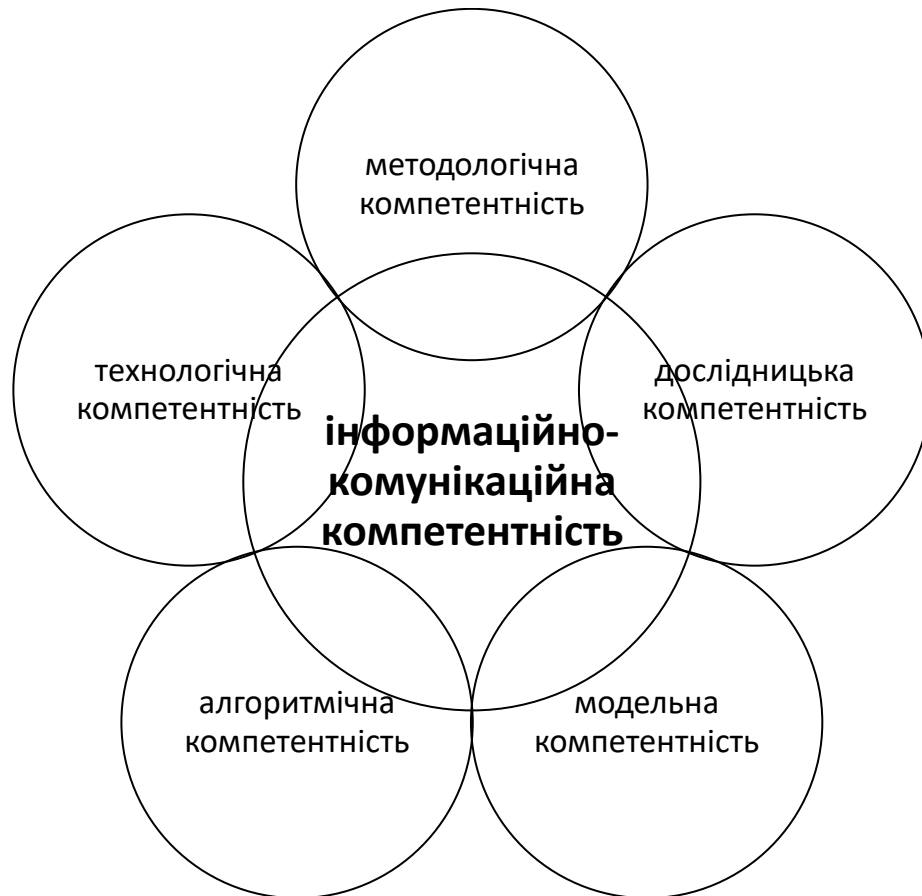 методологічна
компетентність
технологічна
компетентність
дослідницька
компетентність
інформаційно-
комунікаційна
компетентність
алгоритмічна
компетентність
модельна
компетентність